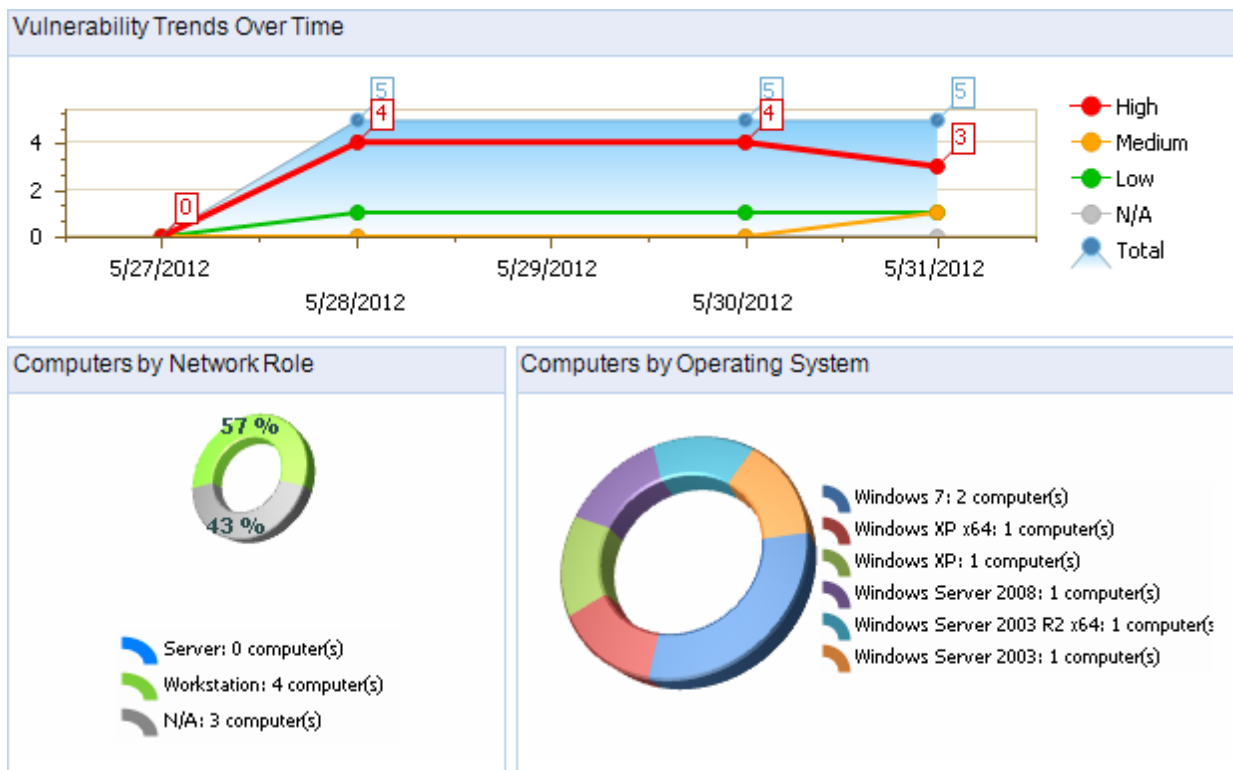 Vulnerability Trends Over Time
5
5
5
4
4
3
0
4
2
0
High
Medium
Low
N/A
Total
5/27/2012
5/29/2012
5/31/2012
5/28/2012
5/30/2012
Computers by Network Role
57 %
43 %
Server: 0 computer(s)
Workstation: 4 computer(s)
N/A: 3 computer(s)
Computers by Operating System
Windows 7: 2 computer(s)
Windows XP x64: 1 computer(s)
Windows XP: 1 computer(s)
Windows Server 2008: 1 computer(s)
Windows Server 2003 R2 x64: 1 computer(s
Windows Server 2003: 1 computer(s)